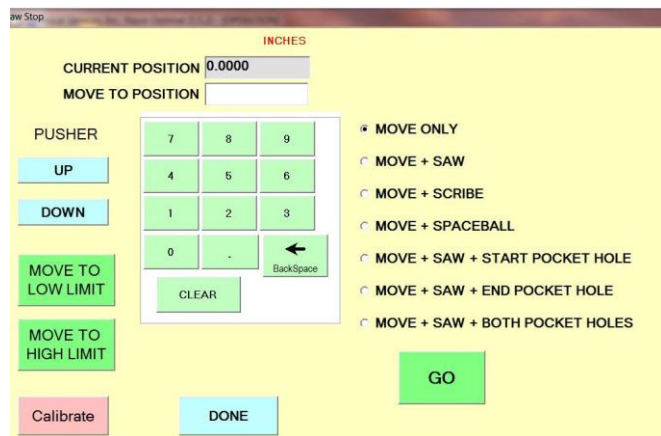 aw Stop
INCHES
CURRENT POSITION 0.0000
MOVE TO POSITION
PUSHER
UP
DOWN
MOVE TO
LOW LIMIT
MOVE TO
HIGH LIMIT
Calibrate
7 8 9
4 5 6
1 2 3
0 .
BackSpace
CLEAR
DONE
MOVE ONLY
MOVE + SAW
MOVE + SCRIBE
MOVE + SPACEBALL
MOVE + SAW + START POCKET HOLE
MOVE + SAW + END POCKET HOLE
MOVE + SAW + BOTH POCKET HOLES
GO